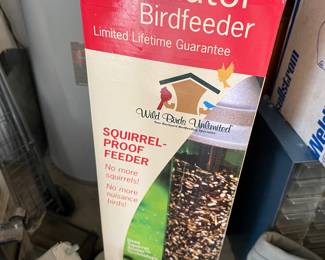 Birdfeeder
Limited Lifetime Guarantee
Wild Birds Unlimited
SQUIRREL-
PROOF
FEEDER
No more
squirrels!
No more
nuisance
birds!